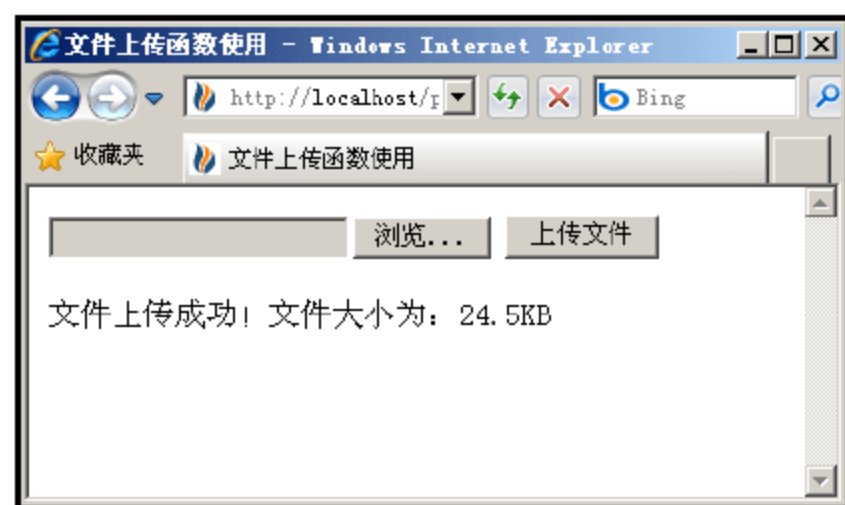 文件上传函数使用 - Windows Internet Explorer
http://localhost/p
Bing
收藏夹
文件上传函数使用
浏览...
上传文件
文件上传成功! 文件大小为: 24.5KB